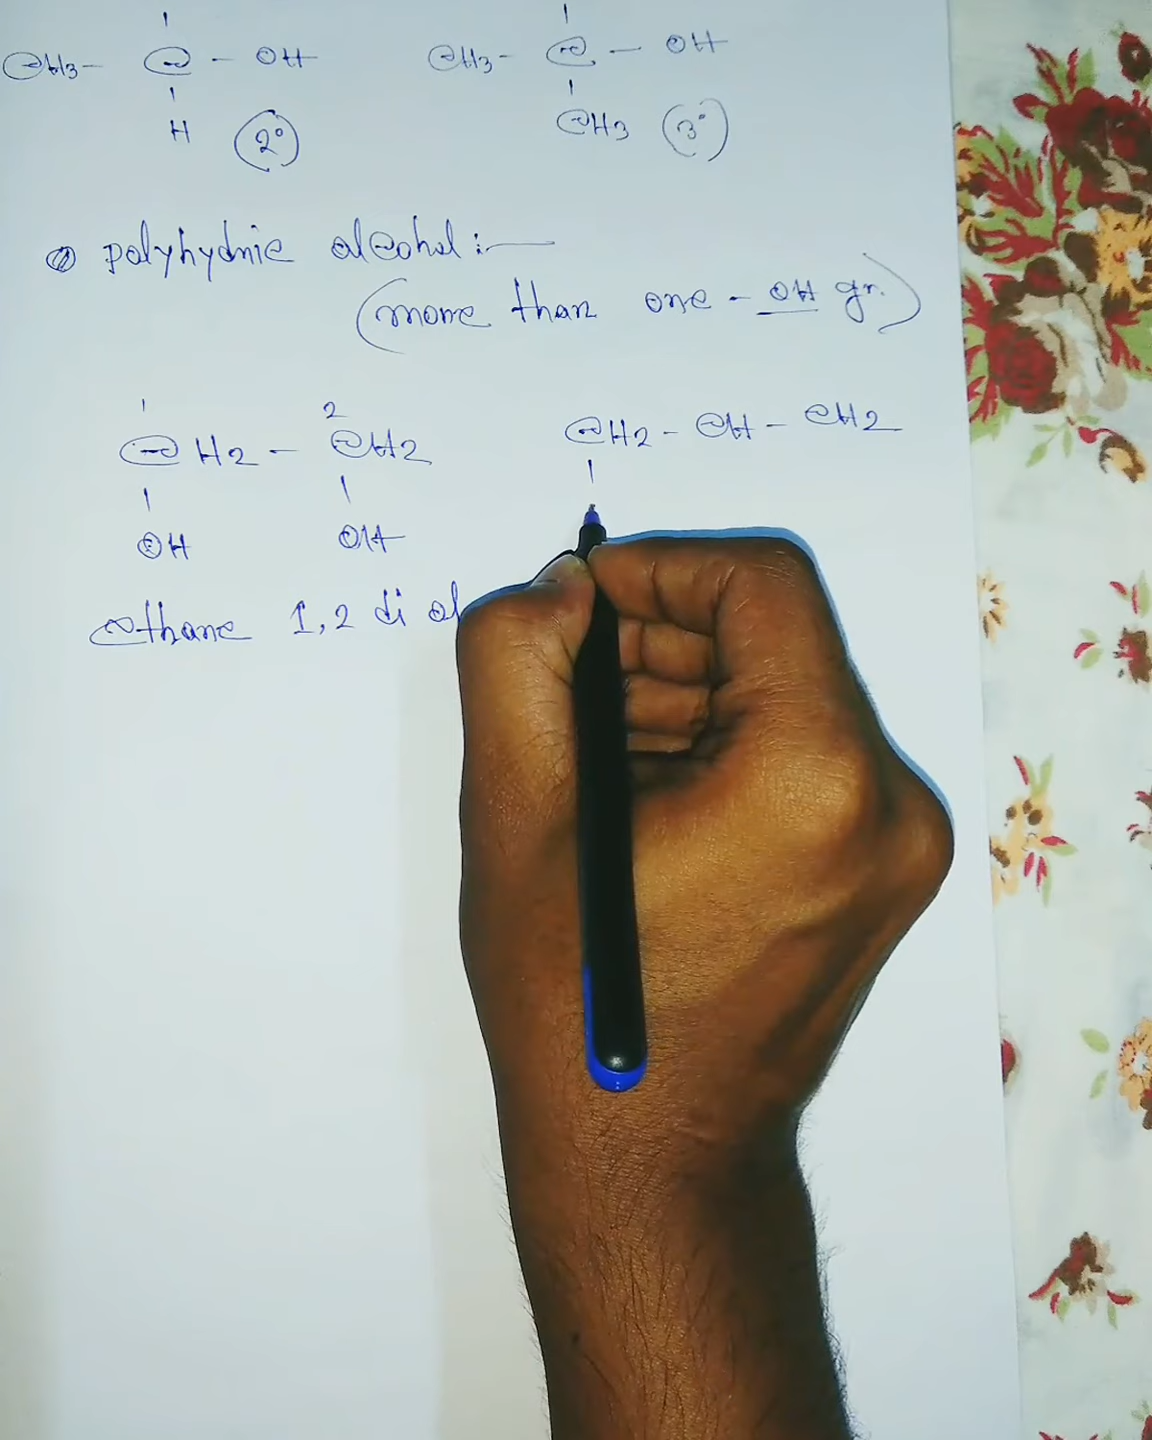 CH3 - C - OH CH3 - C - OH
H 2° CH3 3°
polyhydric alcohol :-
(more than one - OH gr.)
1 2
CH2 - CH2 CH2 - CH - CH2
OH OH
ethane 1,2 di ol